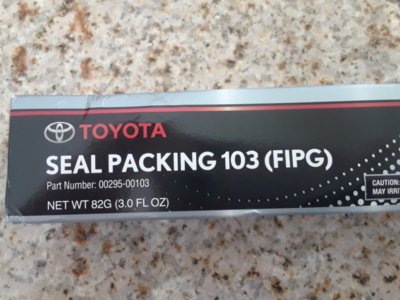 TOYOTA
SEAL PACKING 103 (FIPG)
Part Number: 00295-00103
NET WT 82G (3.0 FL OZ)
CAUTION:
MAY IRRI